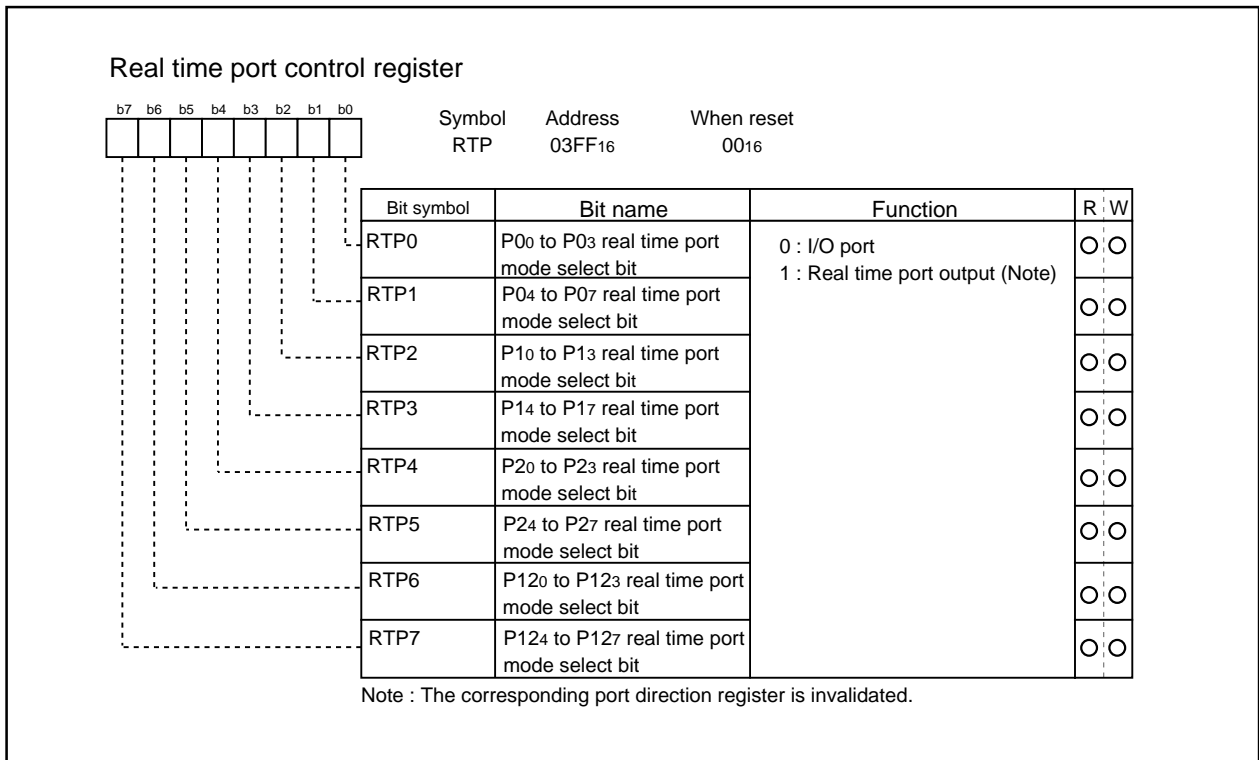 Real time port control register
b7 b6 b5 b4 b3 b2 b1 b0
Symbol Address When reset
RTP 03FF16 0016
Bit symbol Bit name Function R W
RTP0 P00 to P03 real time port
mode select bit
0 : I/O port
1 : Real time port output (Note)
RTP1 P04 to P07 real time port
mode select bit
RTP2 P10 to P13 real time port
mode select bit
RTP3 P14 to P17 real time port
mode select bit
RTP4 P20 to P23 real time port
mode select bit
RTP5 P24 to P27 real time port
mode select bit
RTP6 P120 to P123 real time port
mode select bit
RTP7 P124 to P127 real time port
mode select bit
Note : The corresponding port direction register is invalidated.